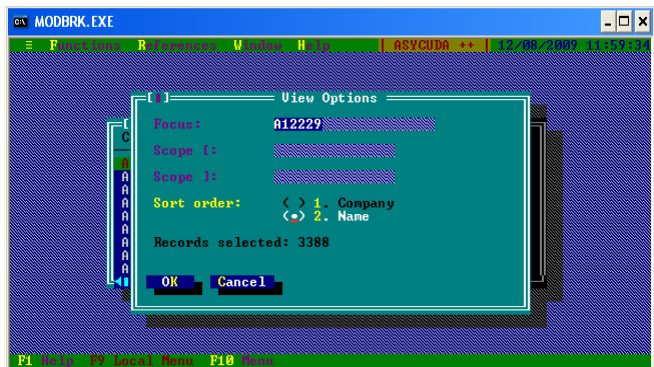 MODBRK.EXE
≡ Functions References Window Help | ASYCUDA ++ | 12/08/2009 11:59:34
View Options
Focus: A12229
Scope [:
Scope ]:
Sort order: ( ) 1. Company
(•) 2. Name
Records selected: 3388
OK Cancel
C
A
A
A
A
A
A
A
A
A
F1 Help F9 Local Menu F10 Menu